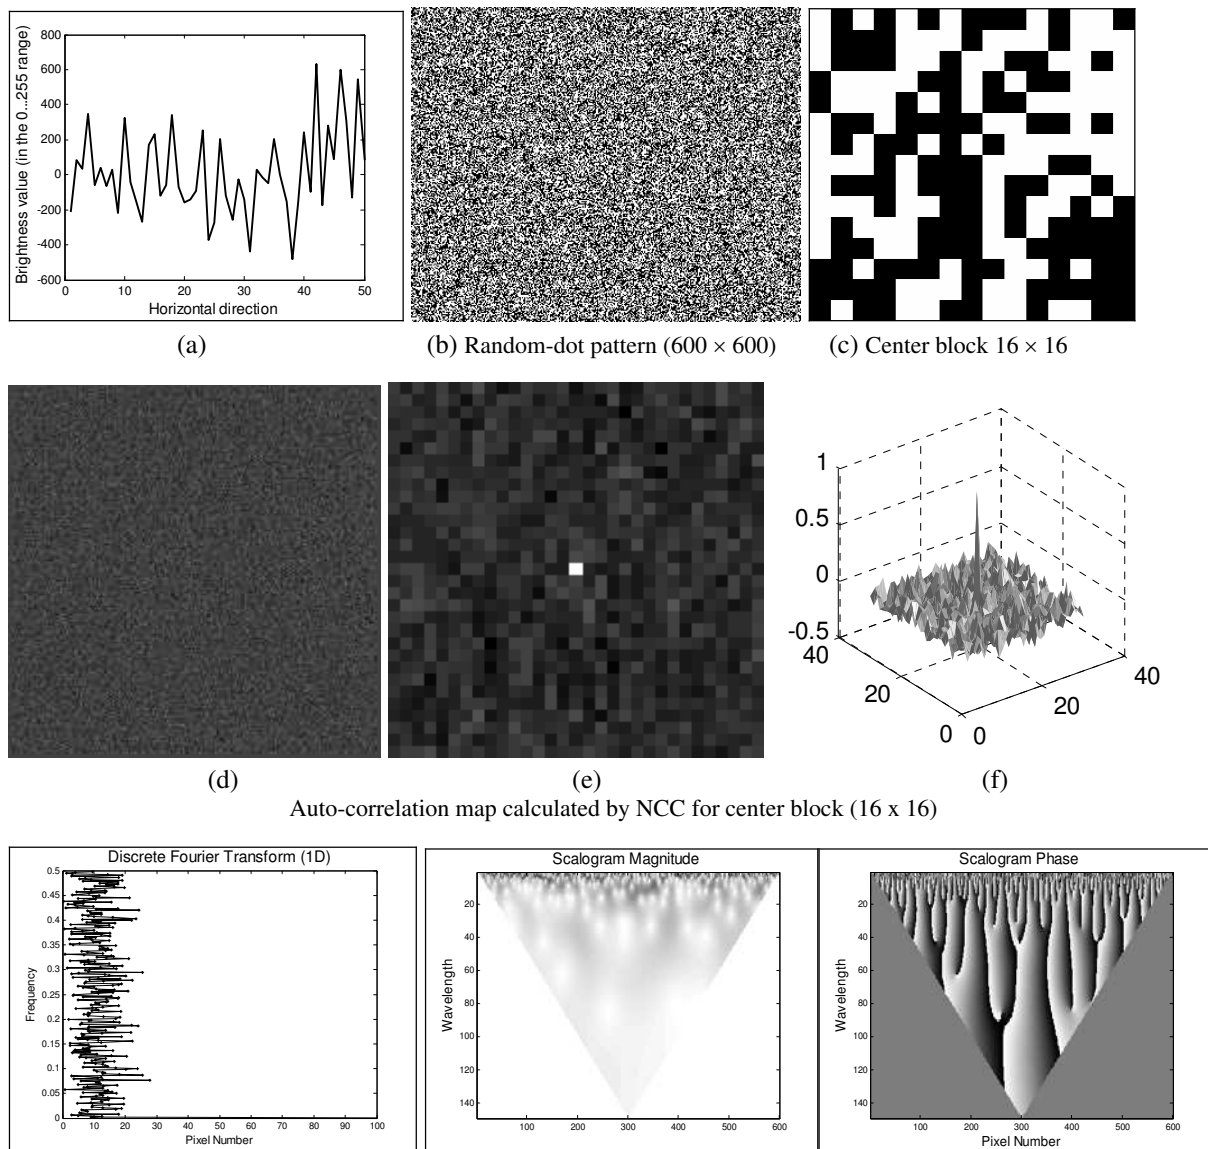 Brightness value (in the 0...255 range)
800
600
400
200
0
-200
-400
-600
0 10 20 30 40 50
Horizontal direction
(a)
(b) Random-dot pattern (600 × 600)
(c) Center block 16 × 16
1
0.5
0
-0.5
40
20
0
0
20
40
(d)
(e)
(f)
Auto-correlation map calculated by NCC for center block (16 x 16)
Discrete Fourier Transform (1D)
Frequency
0.5
0.45
0.4
0.35
0.3
0.25
0.2
0.15
0.1
0.05
0
0 10 20 30 40 50 60 70 80 90 100
Pixel Number
Scalogram Magnitude
Wavelength
20
40
60
80
100
120
140
100 200 300 400 500 600
Scalogram Phase
Wavelength
20
40
60
80
100
120
140
100 200 300 400 500 600
Pixel Number